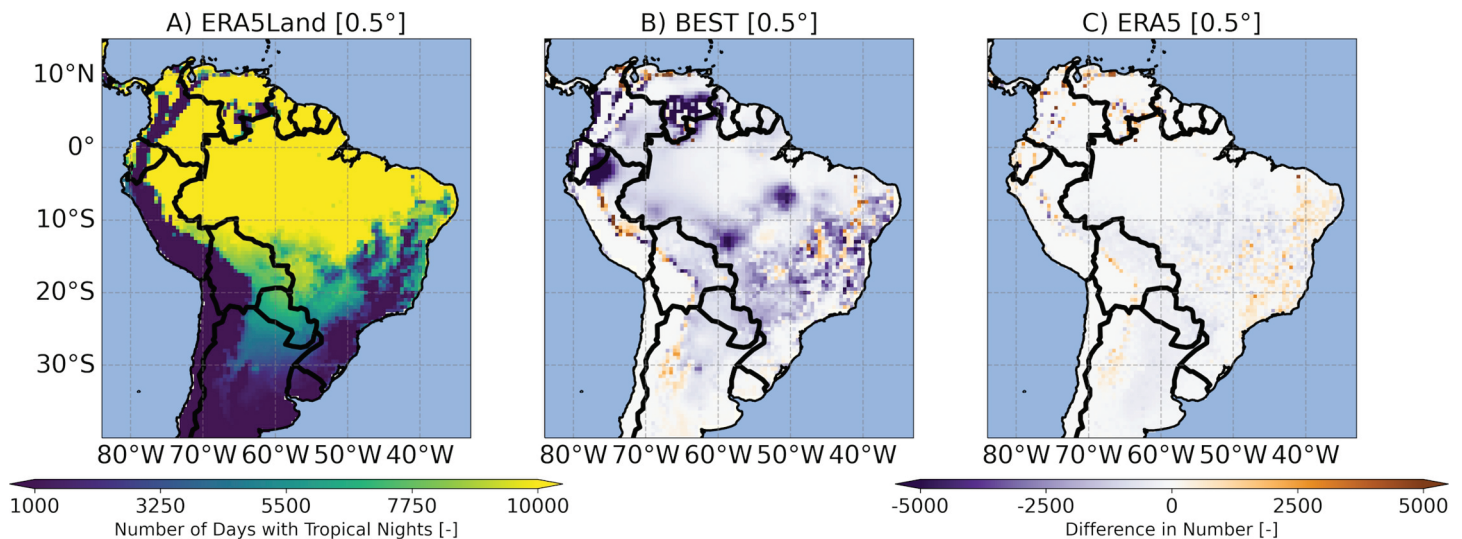 A) ERA5Land [0.5°]
B) BEST [0.5°]
C) ERA5 [0.5°]
10°N
0°
10°S
20°S
30°S
80°W 70°W 60°W 50°W 40°W
80°W 70°W 60°W 50°W 40°W
80°W 70°W 60°W 50°W 40°W
1000 3250 5500 7750 10000
Number of Days with Tropical Nights [-]
-5000 -2500 0 2500 5000
Difference in Number [-]